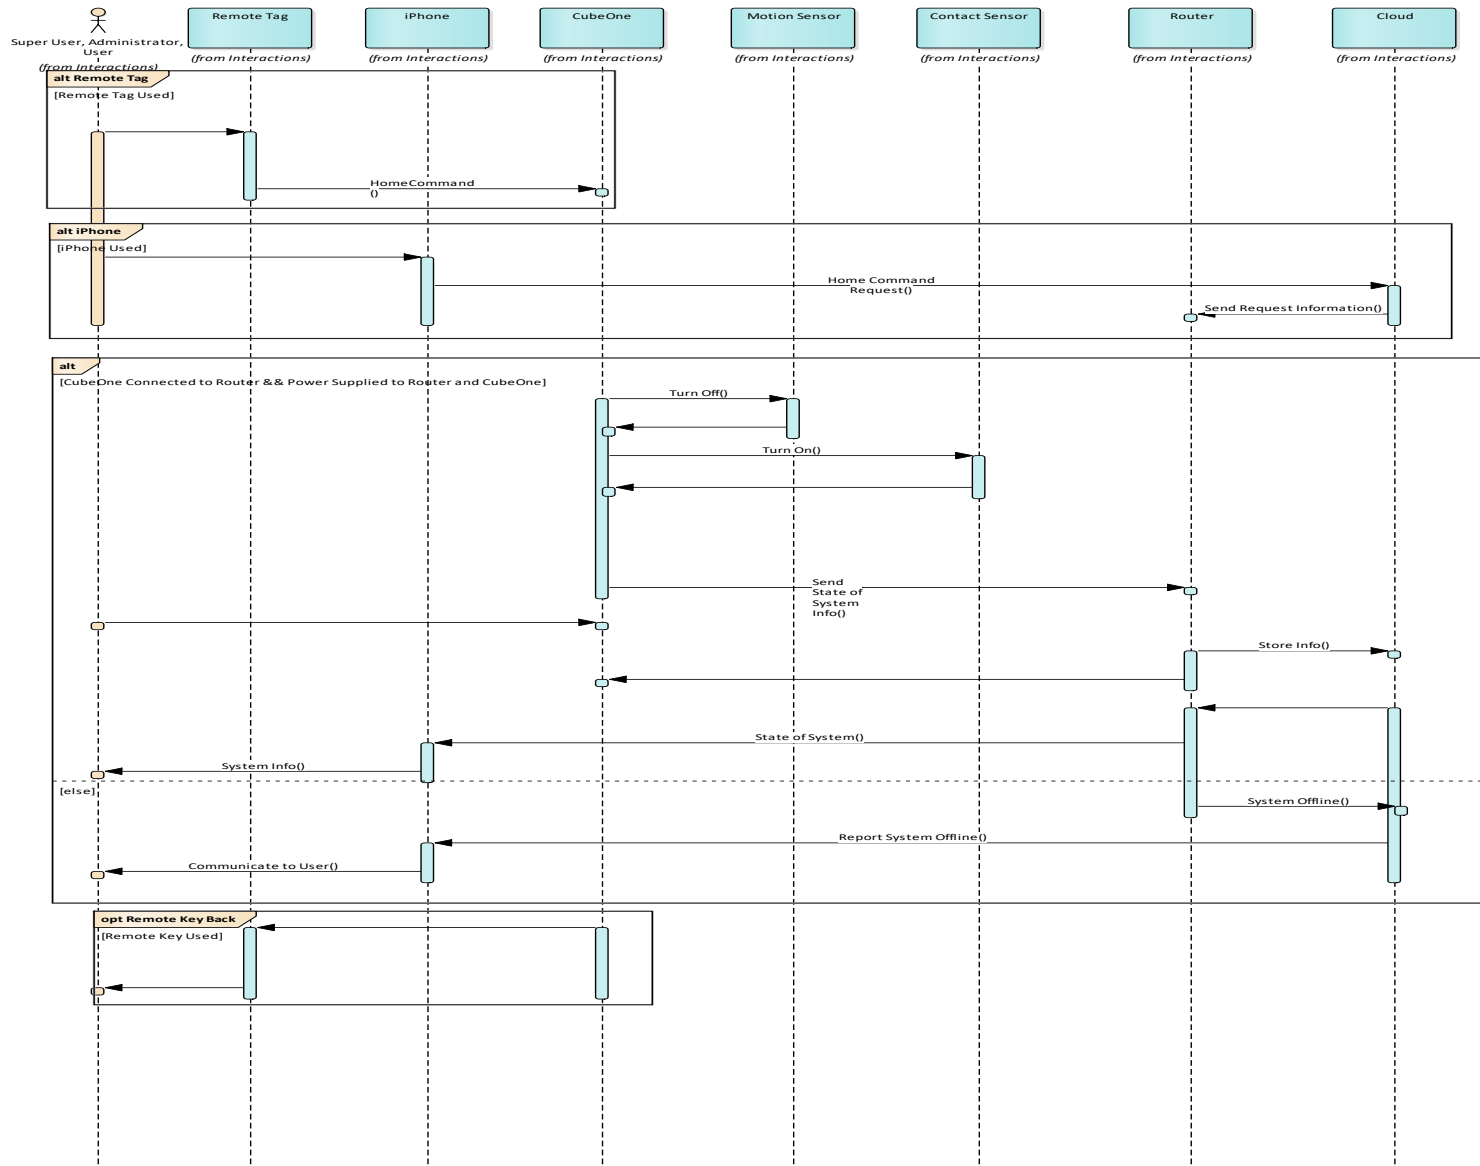 Remote Tag
iPhone
CubeOne
Motion Sensor
Contact Sensor
Router
Cloud
Super User, Administrator,
User
(from Interactions)
(from Interactions)
(from Interactions)
(from Interactions)
(from Interactions)
(from Interactions)
(from Interactions)
(from Interactions)
alt Remote Tag
[Remote Tag Used]
HomeCommand
()
alt iPhone
[iPhone Used]
Home Command
Request()
Send Request Information()
alt
[CubeOne Connected to Router && Power Supplied to Router and CubeOne]
Turn Off()
Turn On()
Send
State of
System
Info()
Store Info()
State of System()
System Info()
[else]
System Offline()
Report System Offline()
Communicate to User()
opt Remote Key Back
[Remote Key Used]